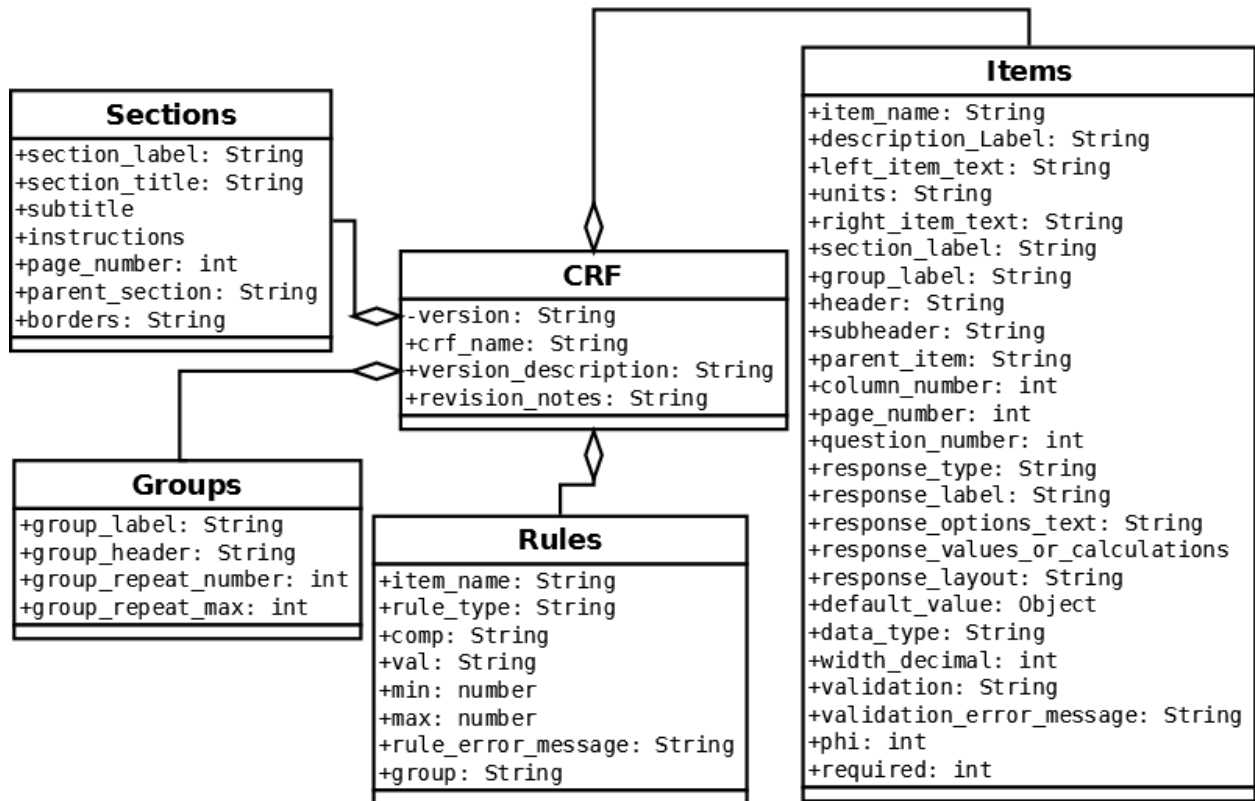 Sections
+section_label: String
+section_title: String
+subtitle
+instructions
+page_number: int
+parent_section: String
+borders: String
Groups
+group_label: String
+group_header: String
+group_repeat_number: int
+group_repeat_max: int
CRF
-version: String
+crf_name: String
+version_description: String
+revision_notes: String
Rules
+item_name: String
+rule_type: String
+comp: String
+val: String
+min: number
+max: number
+rule_error_message: String
+group: String
Items
+item_name: String
+description_Label: String
+left_item_text: String
+units: String
+right_item_text: String
+section_label: String
+group_label: String
+header: String
+subheader: String
+parent_item: String
+column_number: int
+page_number: int
+question_number: int
+response_type: String
+response_label: String
+response_options_text: String
+response_values_or_calculations
+response_layout: String
+default_value: Object
+data_type: String
+width_decimal: int
+validation: String
+validation_error_message: String
+phi: int
+required: int